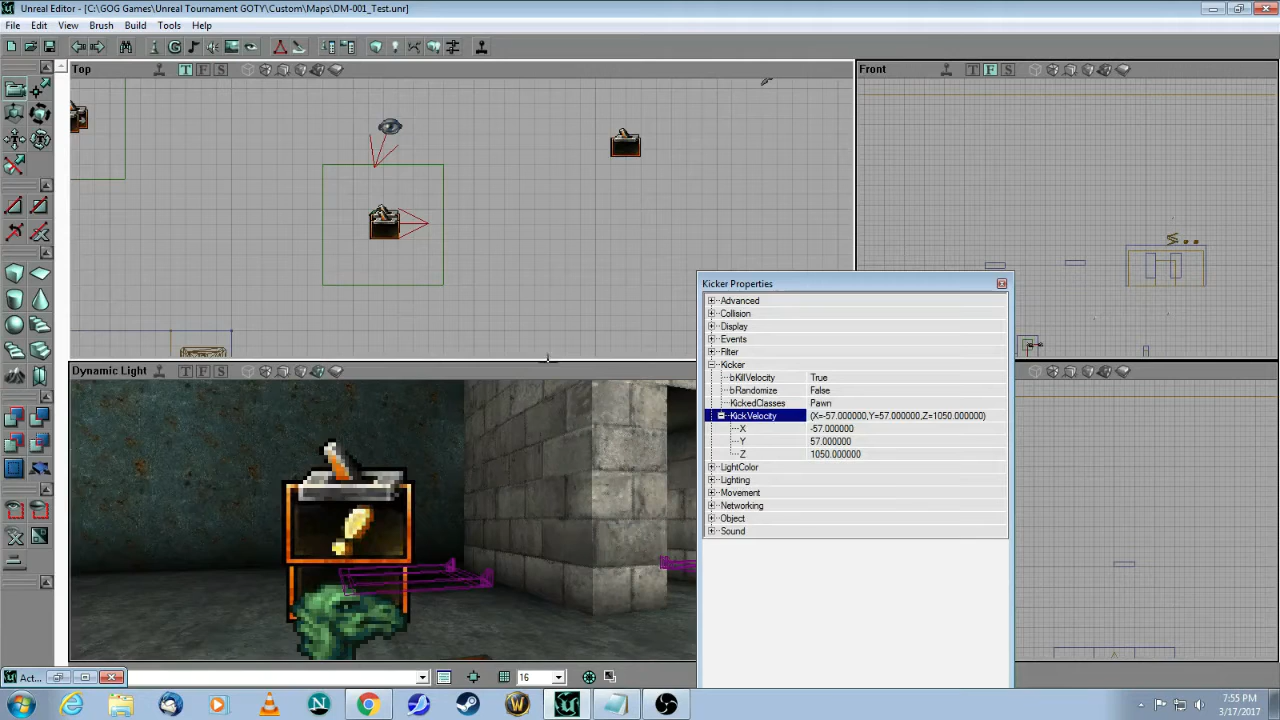 Unreal Editor - [C:\GOG Games\Unreal Tournament GOTY\Custom\Maps\DM-001_Test.unr]
File Edit View Brush Build Tools Help
Top T F S
Front T F S
Kicker Properties
Advanced
Collision
Display
Events
Filter
Kicker
bKillVelocity True
bRandomize False
KickedClasses Pawn
KickVelocity (X=-57.000000,Y=57.000000,Z=1050.000000)
X -57.000000
Y 57.000000
Z 1050.000000
LightColor
Lighting
Movement
Networking
Object
Sound
Dynamic Light T F S
Act...
16
7:55 PM
3/17/2017